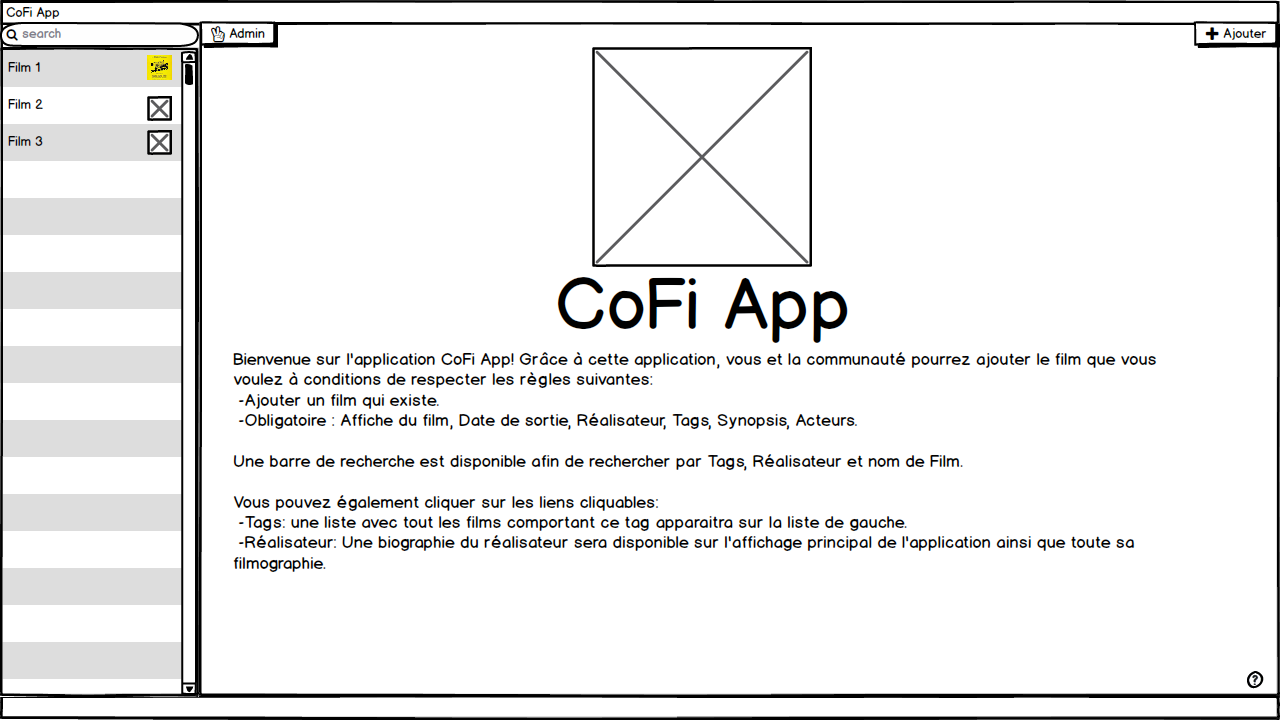 CoFi App
search
Admin
Ajouter
Film 1
Film 2
Film 3
CoFi App
Bienvenue sur l'application CoFi App! Grâce à cette application, vous et la communauté pourrez ajouter le film que vous
voulez à conditions de respecter les règles suivantes:
-Ajouter un film qui existe.
-Obligatoire : Affiche du film, Date de sortie, Réalisateur, Tags, Synopsis, Acteurs.
Une barre de recherche est disponible afin de rechercher par Tags, Réalisateur et nom de Film.
Vous pouvez également cliquer sur les liens cliquables:
-Tags: une liste avec tout les films comportant ce tag apparaitra sur la liste de gauche.
-Réalisateur: Une biographie du réalisateur sera disponible sur l'affichage principal de l'application ainsi que toute sa
filmographie.
?